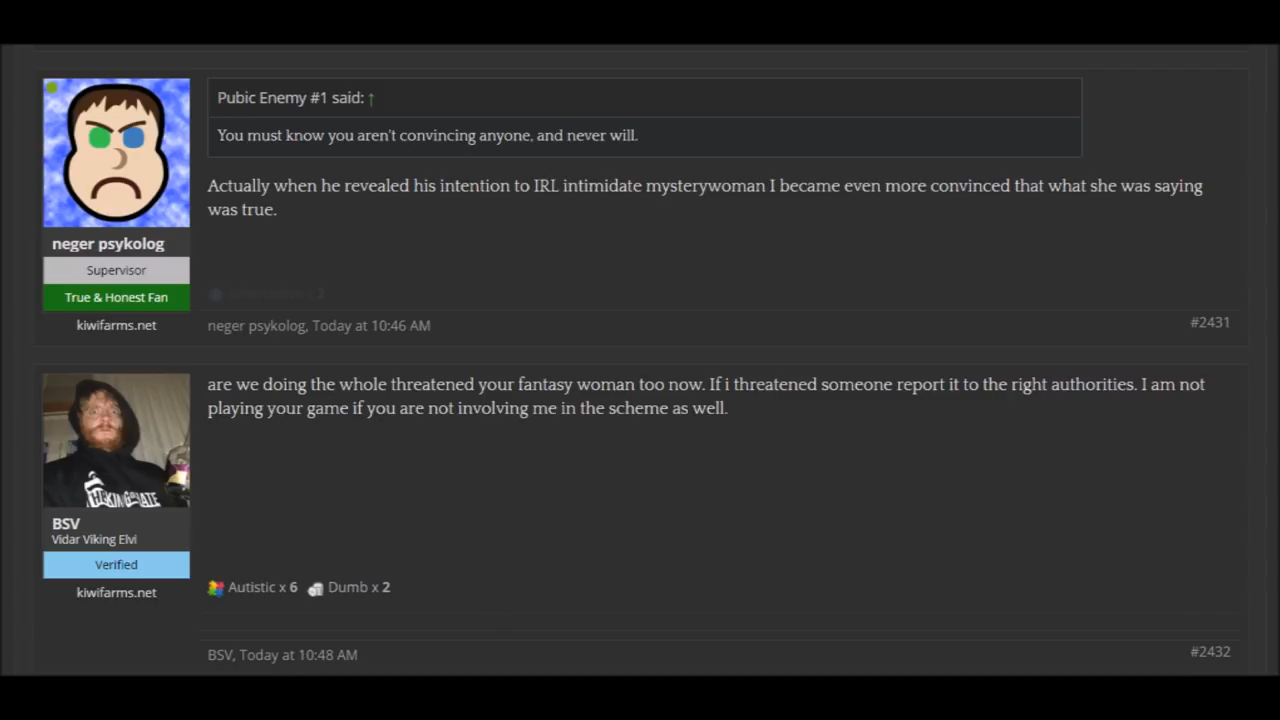 Pubic Enemy #1 said: ↑
You must know you aren't convincing anyone, and never will.
Actually when he revealed his intention to IRL intimidate mysterywoman I became even more convinced that what she was saying
was true.
neger psykolog
Supervisor
True & Honest Fan
kiwifarms.net
neger psykolog, Today at 10:46 AM
#2431
are we doing the whole threatened your fantasy woman too now. If i threatened someone report it to the right authorities. I am not
playing your game if you are not involving me in the scheme as well.
BSV
Vidar Viking Elvi
Verified
kiwifarms.net
Autistic x 6 Dumb x 2
BSV, Today at 10:48 AM
#2432